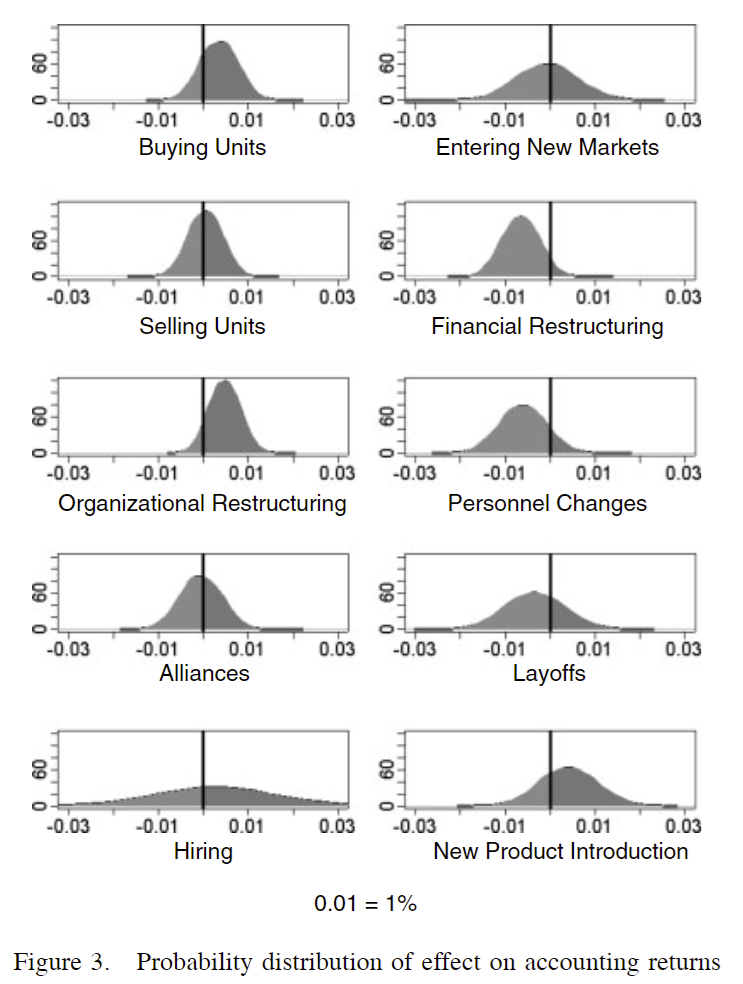 60
0
-0.03 -0.01 0.01 0.03
Buying Units
60
0
-0.03 -0.01 0.01 0.03
Entering New Markets
60
0
-0.03 -0.01 0.01 0.03
Selling Units
60
0
-0.03 -0.01 0.01 0.03
Financial Restructuring
60
0
-0.03 -0.01 0.01 0.03
Organizational Restructuring
60
0
-0.03 -0.01 0.01 0.03
Personnel Changes
60
0
-0.03 -0.01 0.01 0.03
Alliances
60
0
-0.03 -0.01 0.01 0.03
Layoffs
60
0
-0.03 -0.01 0.01 0.03
Hiring
60
0
-0.03 -0.01 0.01 0.03
New Product Introduction
0.01 = 1%
Figure 3. Probability distribution of effect on accounting returns